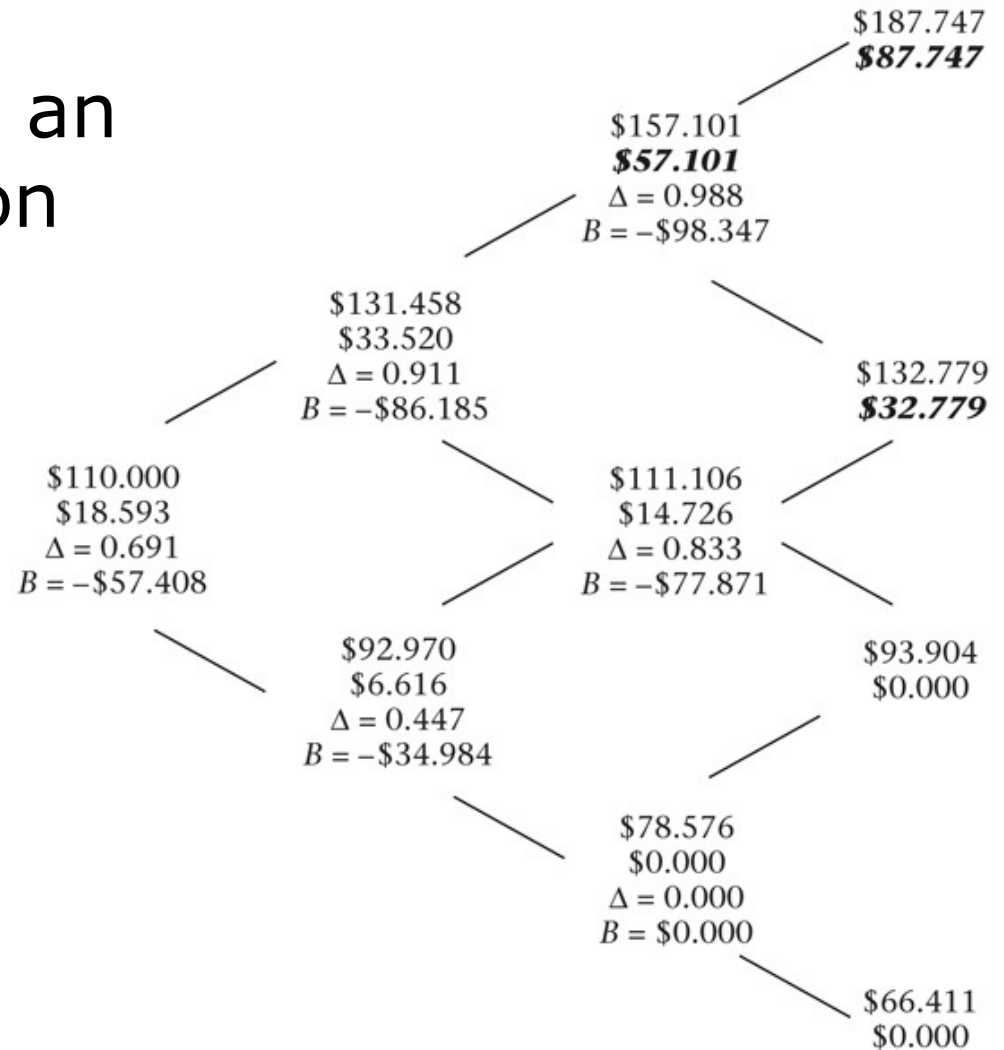 an
on
$187.747
$87.747
$157.101
$57.101
Δ = 0.988
B = –$98.347
$131.458
$33.520
Δ = 0.911
B = –$86.185
$132.779
$32.779
$110.000
$18.593
Δ = 0.691
B = –$57.408
$111.106
$14.726
Δ = 0.833
B = –$77.871
$92.970
$6.616
Δ = 0.447
B = –$34.984
$93.904
$0.000
$78.576
$0.000
Δ = 0.000
B = $0.000
$66.411
$0.000